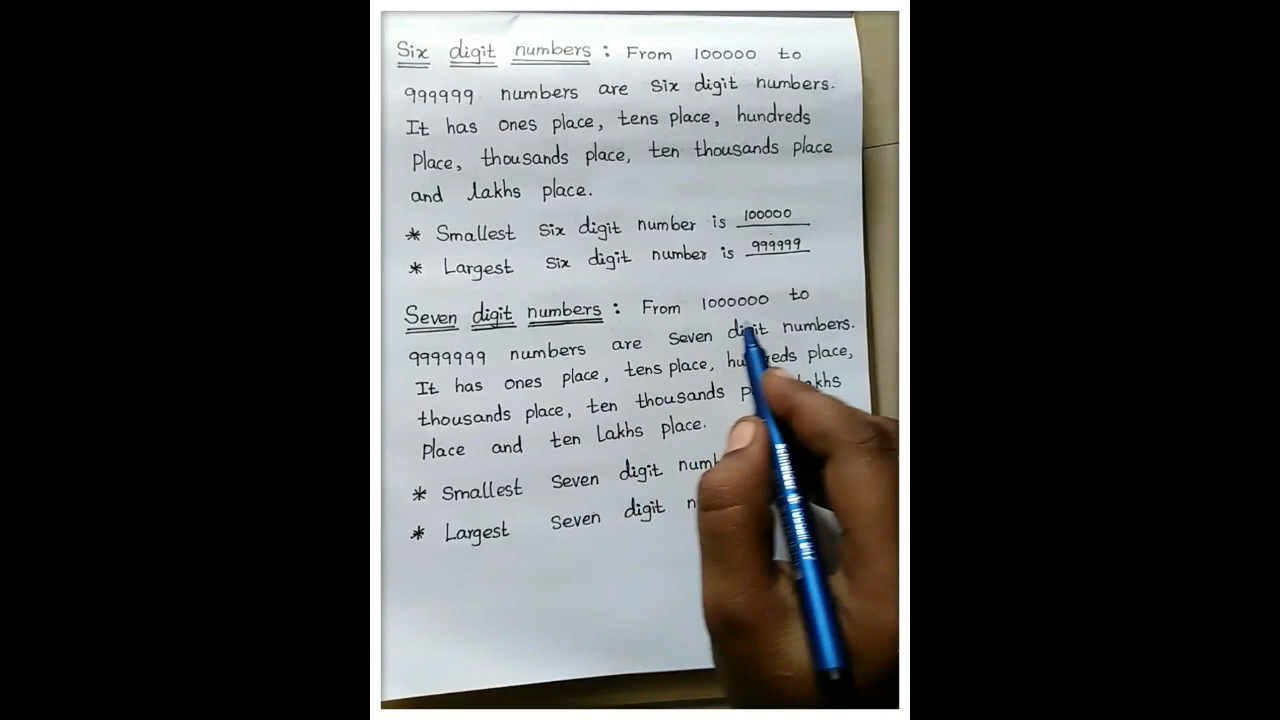 Six digit numbers : From 100000 to
999999 numbers are six digit numbers.
It has ones place, tens place, hundreds
Place, thousands place, ten thousands place
and lakhs place.
* Smallest six digit number is 100000
* Largest six digit number is 999999
Seven digit numbers : From 1000000 to
9999999 numbers are seven digit numbers.
It has ones place, tens place, hundreds place,
thousands place, ten thousands lakhs
place and ten Lakhs place.
* Smallest seven digit
* Largest seven digit